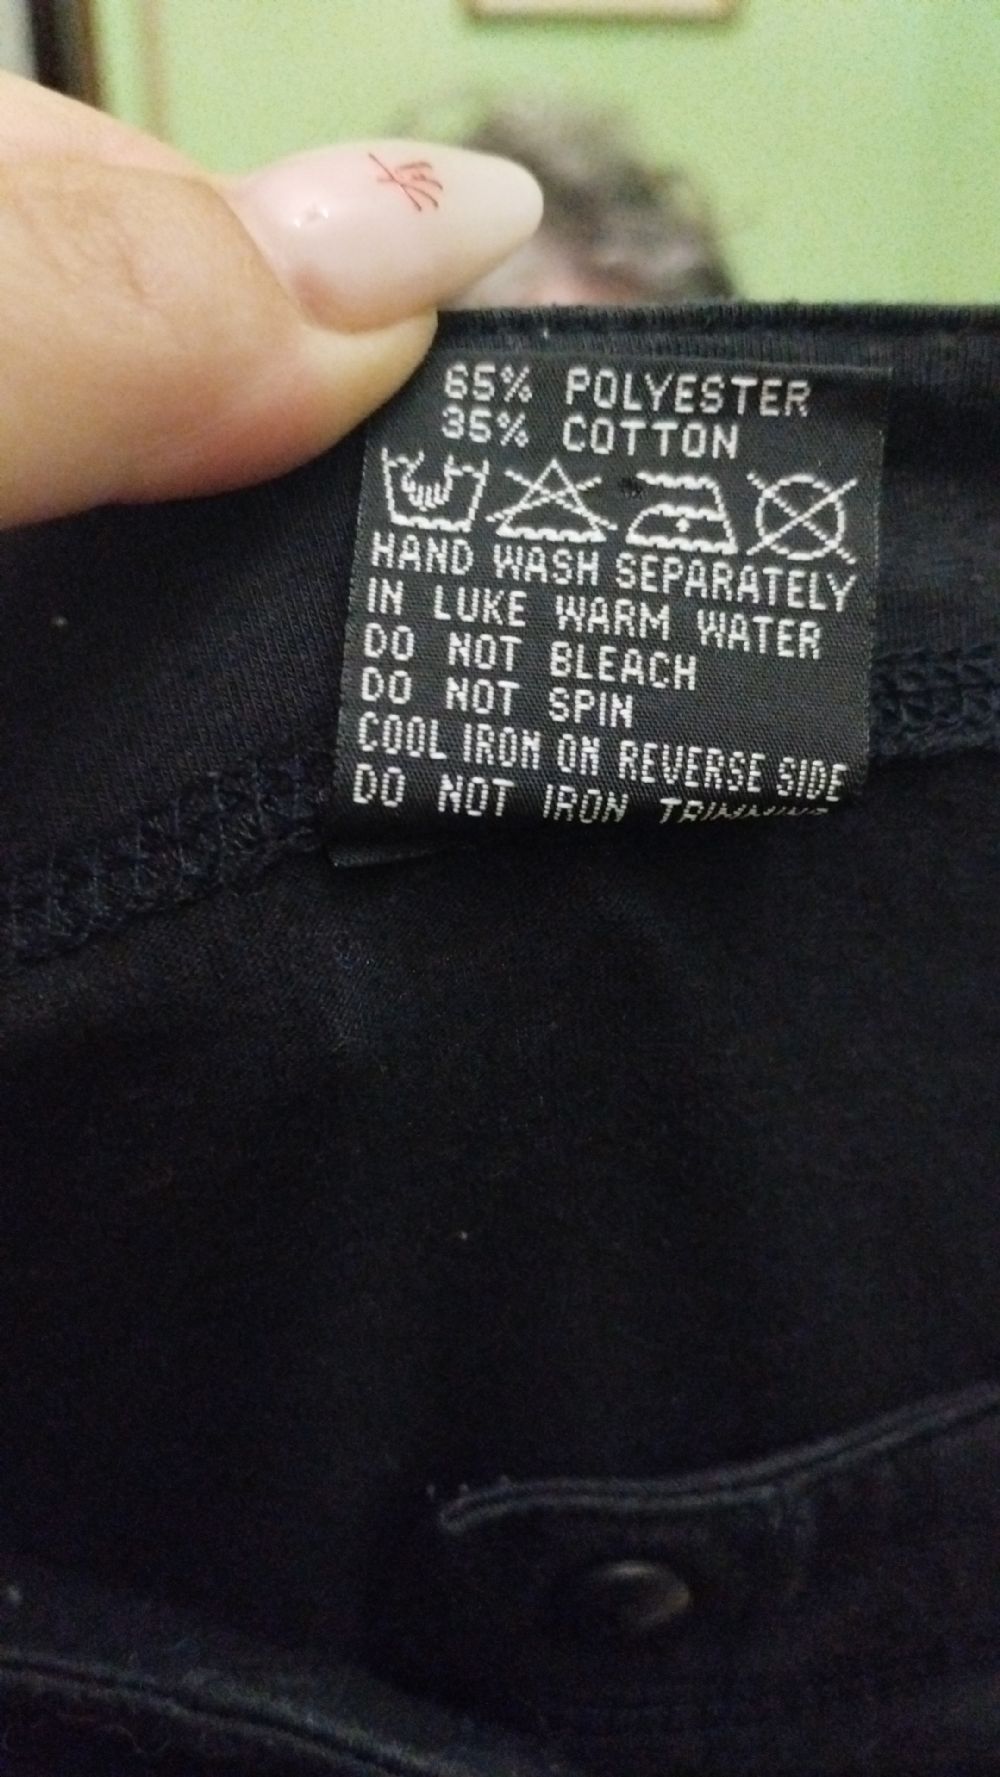 65% POLYESTER
35% COTTON
HAND WASH SEPARATELY
IN LUKE WARM WATER
DO NOT BLEACH
DO NOT SPIN
COOL IRON ON REVERSE SIDE
DO NOT IRON